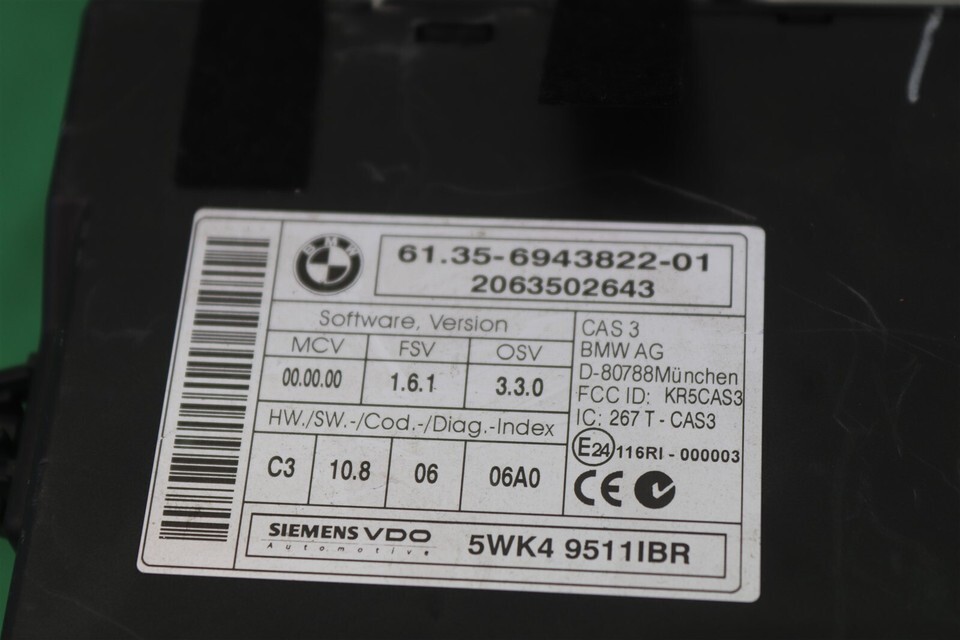 BMW
61.35-6943822-01
2063502643
Software, Version
MCV FSV OSV
00.00.00 1.6.1 3.3.0
HW./SW.-/Cod.-/Diag.-Index
C3 10.8 06 06A0
CAS 3
BMW AG
D-80788München
FCC ID: KR5CAS3
IC: 267 T - CAS3
E24 116RI - 000003
CE
SIEMENS VDO
Automotive
5WK4 9511IBR